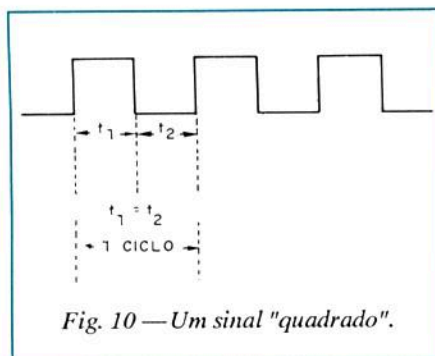 t1 t2
t1 = t2
1 CICLO
Fig. 10 — Um sinal "quadrado".